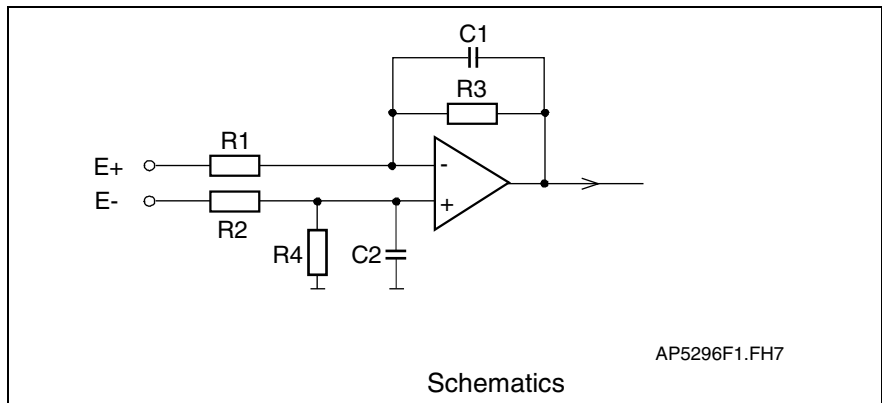 C1
R3
R1
E+
-
E-
+
R2
R4
C2
AP5296F1.FH7
Schematics